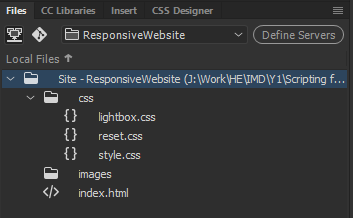 Files CC Libraries Insert CSS Designer
ResponsiveWebsite Define Servers
Local Files
Site - ResponsiveWebsite (J:\Work\HE\IMD\Y1\Scripting f...
css
{} lightbox.css
{} reset.css
{} style.css
images
</> index.html